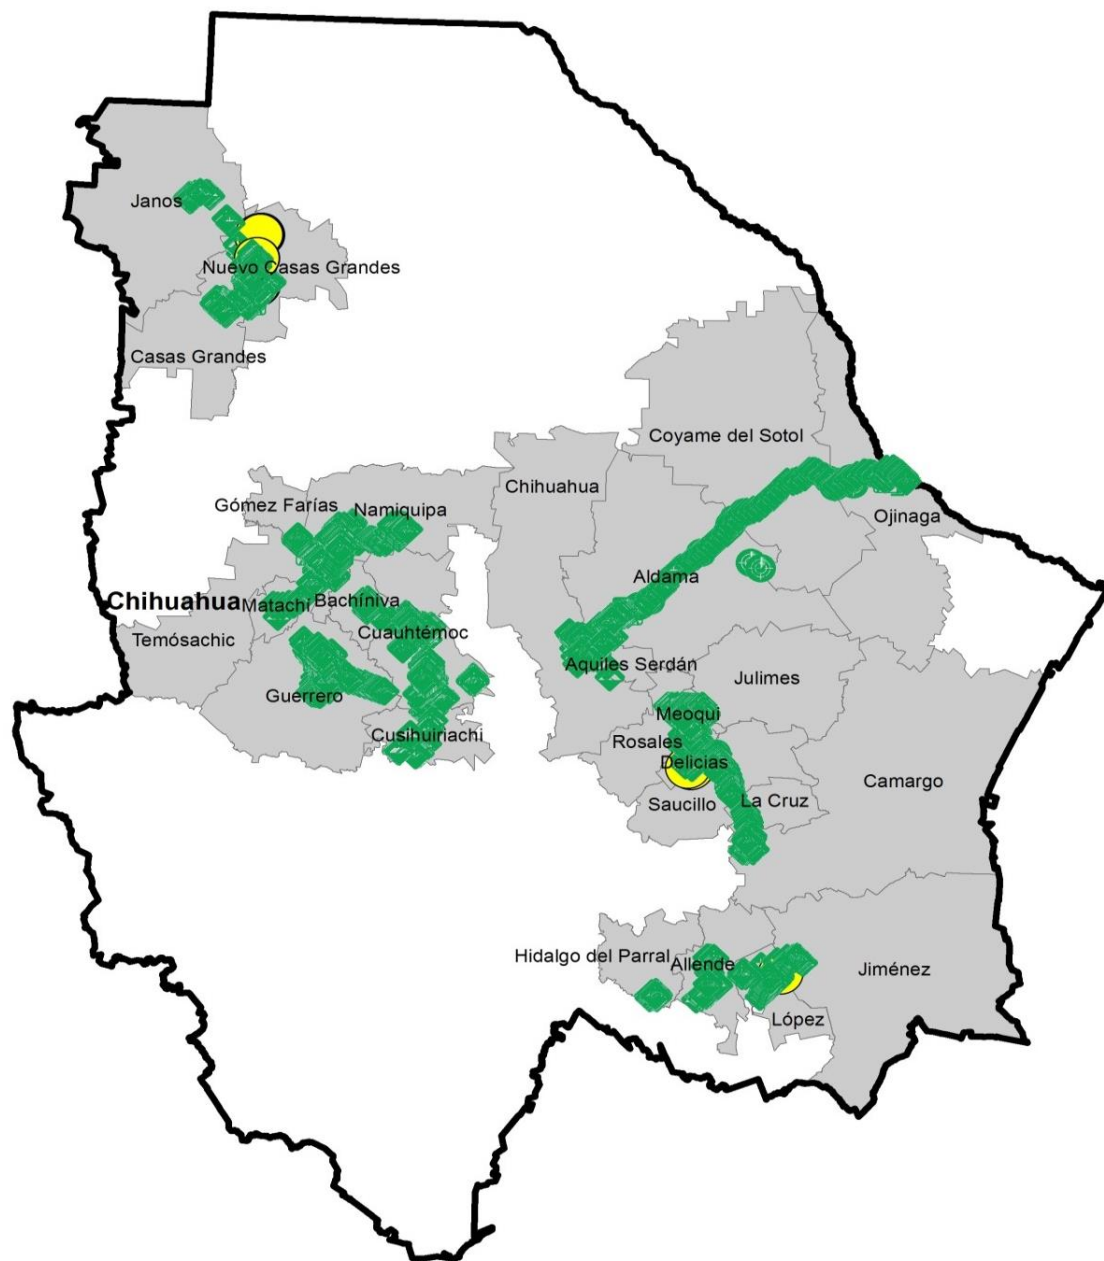 Janos
Nuevo Casas Grandes
Casas Grandes
Coyame del Sotol
Chihuahua
Gómez Farías
Namiquipa
Ojinaga
Aldama
Chihuahua
Matachí
Bachíniva
Temósachic
Cuauhtémoc
Aquiles Serdán
Julimes
Guerrero
Meoqui
Cusihuiriachi
Rosales
Delicias
Camargo
Saucillo
La Cruz
Hidalgo del Parral
Allende
Jiménez
López